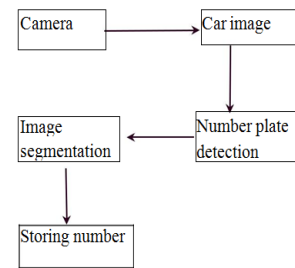 Camera
Car image
Number plate
detection
Image
segmentation
Storing number